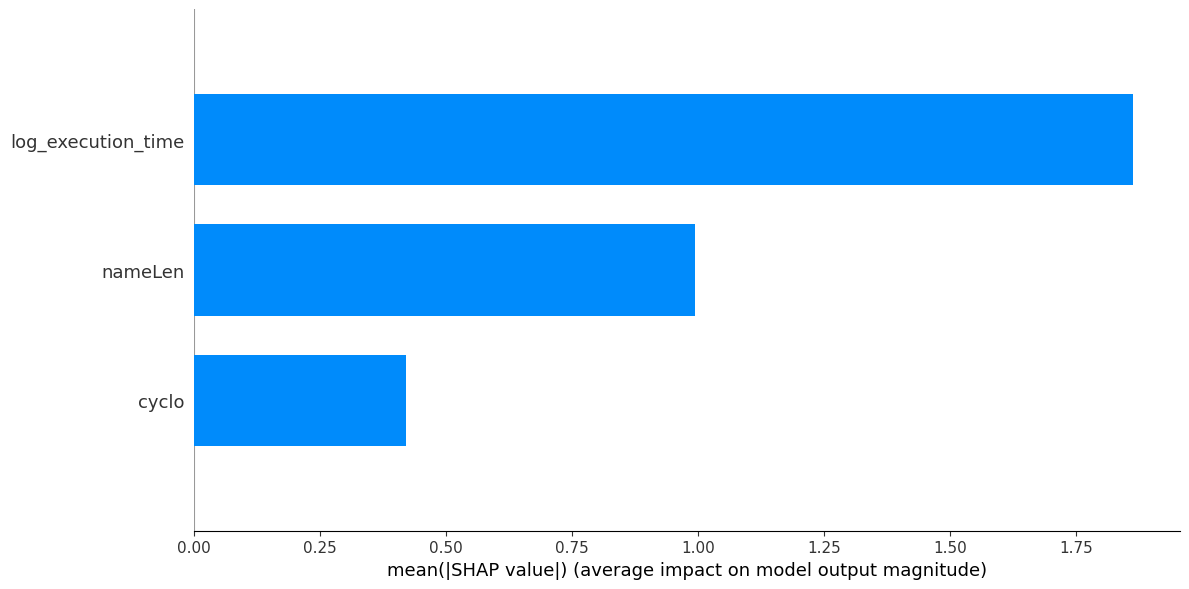 log_execution_time
nameLen
cyclo
0.00 0.25 0.50 0.75 1.00 1.25 1.50 1.75
mean(|SHAP value|) (average impact on model output magnitude)